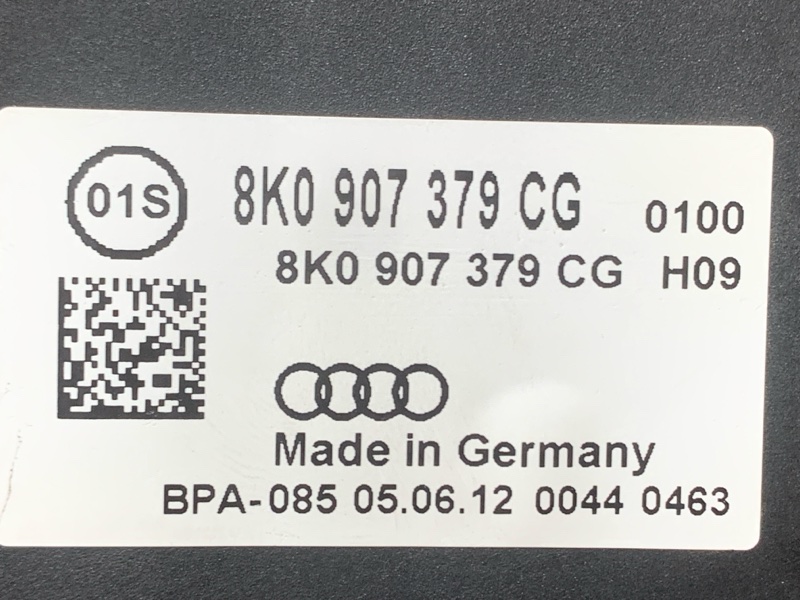 01S 8K0 907 379 CG 0100
8K0 907 379 CG H09
Made in Germany
BPA-085 05.06.12 0044 0463